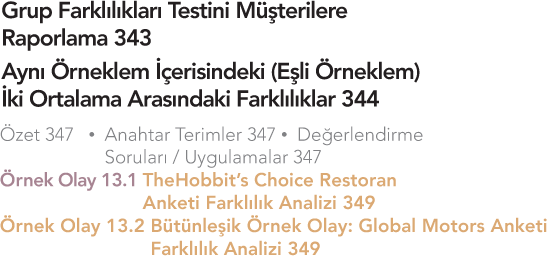 Grup Farklılıkları Testini Müşterilere
Raporlama 343
Aynı Örneklem İçerisindeki (Eşli Örneklem)
İki Ortalama Arasındaki Farklılıklar 344
Özet 347 • Anahtar Terimler 347 • Değerlendirme
Soruları / Uygulamalar 347
Örnek Olay 13.1 TheHobbit’s Choice Restoran
Anketi Farklılık Analizi 349
Örnek Olay 13.2 Bütünleşik Örnek Olay: Global Motors Anketi
Farklılık Analizi 349